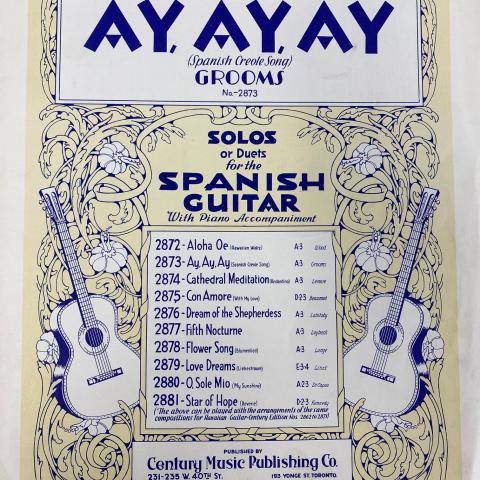 AY, AY, AY
(Spanish Creole Song)
GROOMS
No.-2873
SOLOS
or Duets
for the
SPANISH
GUITAR
With Piano Accompaniment
2872-Aloha Oe (Hawaiian Waltz) A-3
2873-Ay, Ay, Ay (Spanish Creole Song) A-3 Grooms
2874-Cathedral Meditation (Andantino) A-3 Lemare
2875-Con Amore (With My Love) D2-3 Beaumont
2876-Dream of the Shepherdess A-3 Labitzky
2877-Fifth Nocturne A-3 Leybach
2878-Flower Song (Blumenlied) A-3 Lange
2879-Love Dreams (Liebestraum) E3-4 Liszt
2880-O, Sole Mio (My Sunshine) A2-3 Di Capua
2881-Star of Hope (Reverie) D2-3 Kennedy
(The above can be played with the arrangements of the same
compositions for Hawaiian Guitar-Century Edition Nos. 2862 to 2871)
PUBLISHED BY
Century Music Publishing Co.
231-235 W. 40TH ST. 193 YONGE ST. TORONTO.